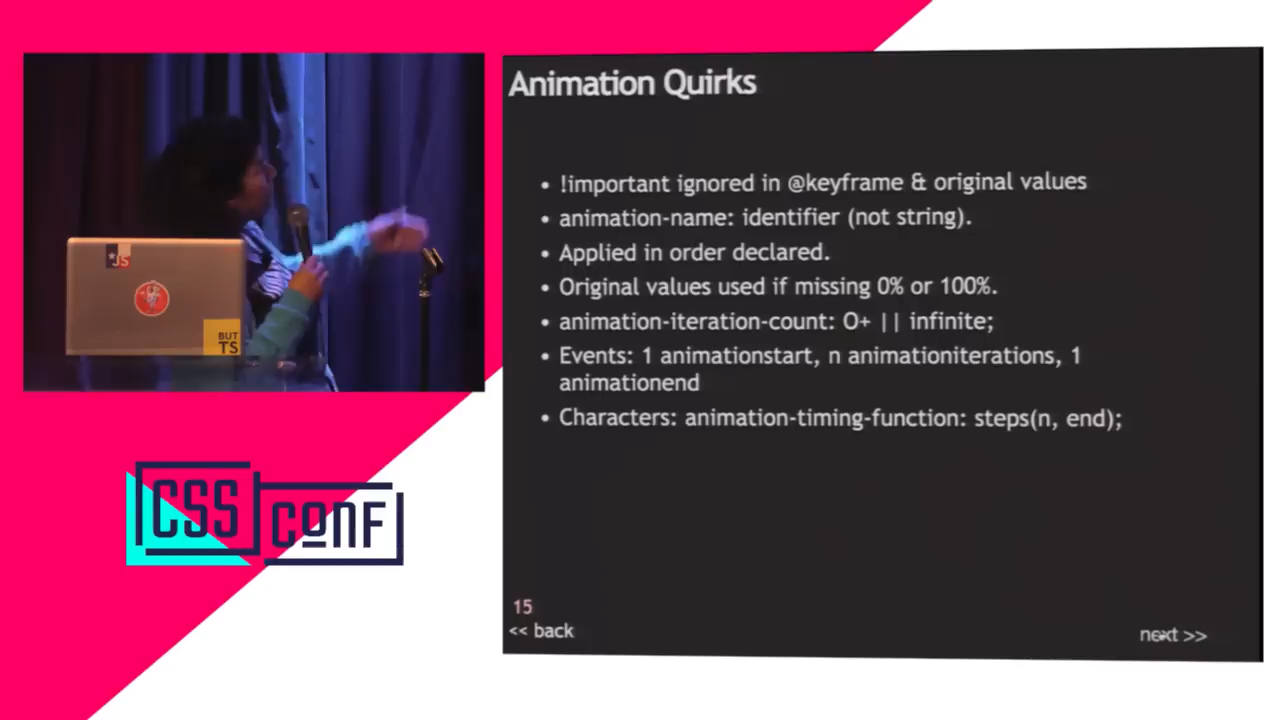 Animation Quirks
• !important ignored in @keyframe & original values
• animation-name: identifier (not string).
• Applied in order declared.
• Original values used if missing 0% or 100%.
• animation-iteration-count: 0+ || infinite;
• Events: 1 animationstart, n animationiterations, 1
animationend
• Characters: animation-timing-function: steps(n, end);
15
<< back
next >>
JS
BUT
TS
CSS
CONF